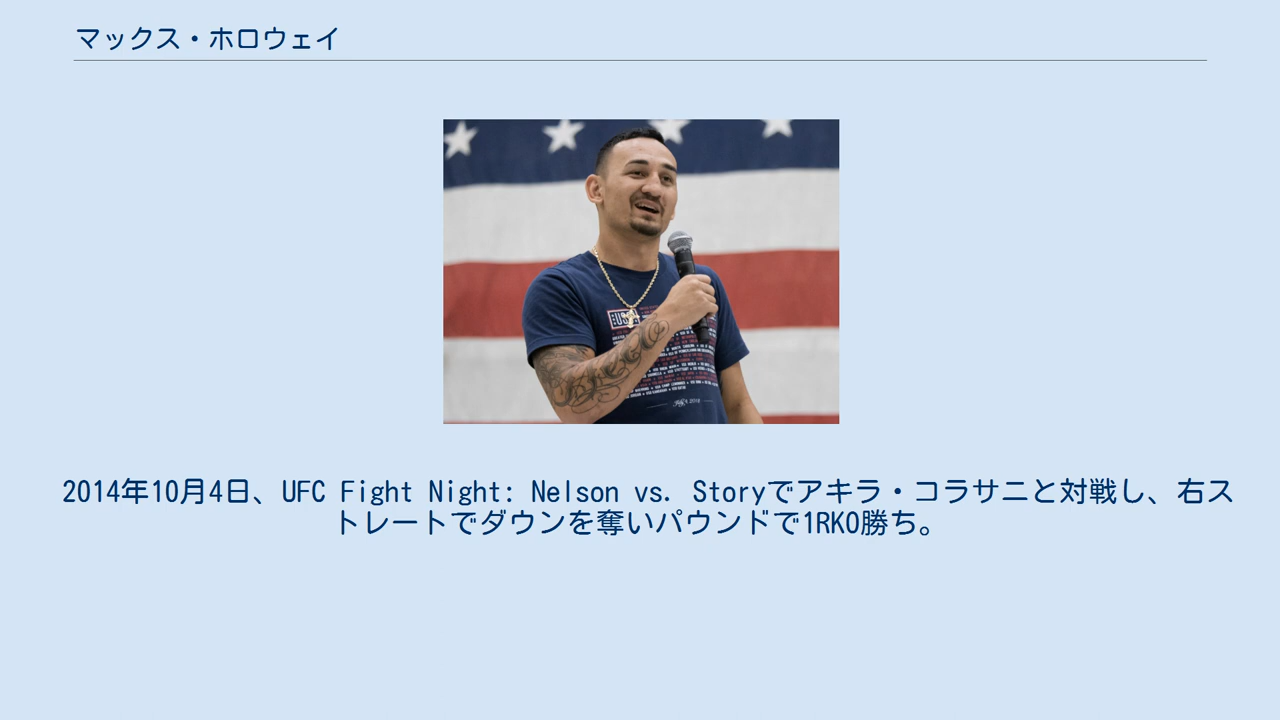 マックス・ホロウェイ
2014年10月4日、UFC Fight Night: Nelson vs. Storyでアキラ・コラサニと対戦し、右ス
トレートでダウンを奪いパウンドで1RKO勝ち。